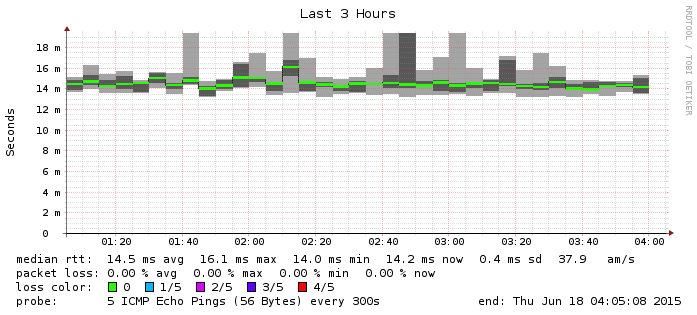 Last 3 Hours
RRDTOOL / TOBI OETIKER
Seconds
18 m
16 m
14 m
12 m
10 m
8 m
6 m
4 m
2 m
0
01:20 01:40 02:00 02:20 02:40 03:00 03:20 03:40 04:00
median rtt: 14.5 ms avg 16.1 ms max 14.0 ms min 14.2 ms now 0.4 ms sd 37.9 am/s
packet loss: 0.00 % avg 0.00 % max 0.00 % min 0.00 % now
loss color: 0 1/5 2/5 3/5 4/5
probe: 5 ICMP Echo Pings (56 Bytes) every 300s end: Thu Jun 18 04:05:08 2015